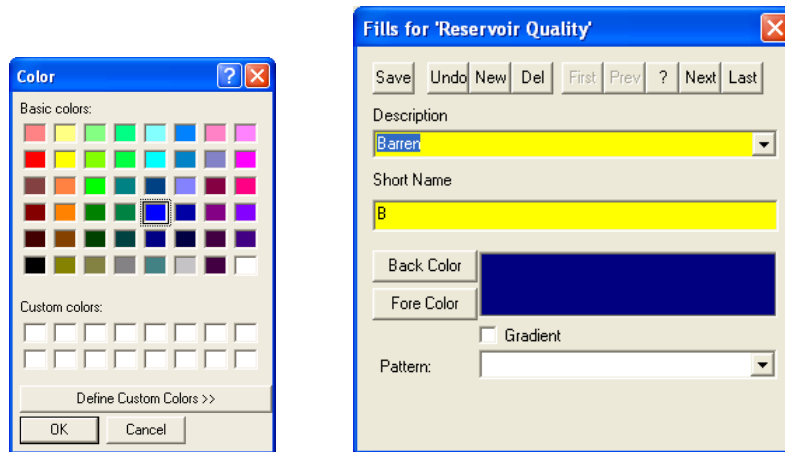 Color
?
Basic colors:
Custom colors:
Define Custom Colors >>
OK Cancel
Fills for 'Reservoir Quality'
Save Undo New Del First Prev ? Next Last
Description
Barren
Short Name
B
Back Color
Fore Color
Gradient
Pattern: